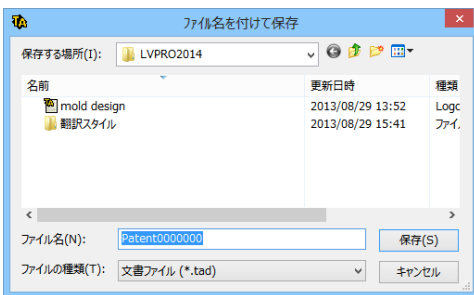 ファイル名を付けて保存
保存する場所(I): LVPRO2014
名前 更新日時 種類
mold design 2013/08/29 13:52 Logo
翻訳スタイル 2013/08/29 15:41 ファイ
ファイル名(N): Patent0000000 保存(S)
ファイルの種類(T): 文書ファイル (*.tad) キャンセル